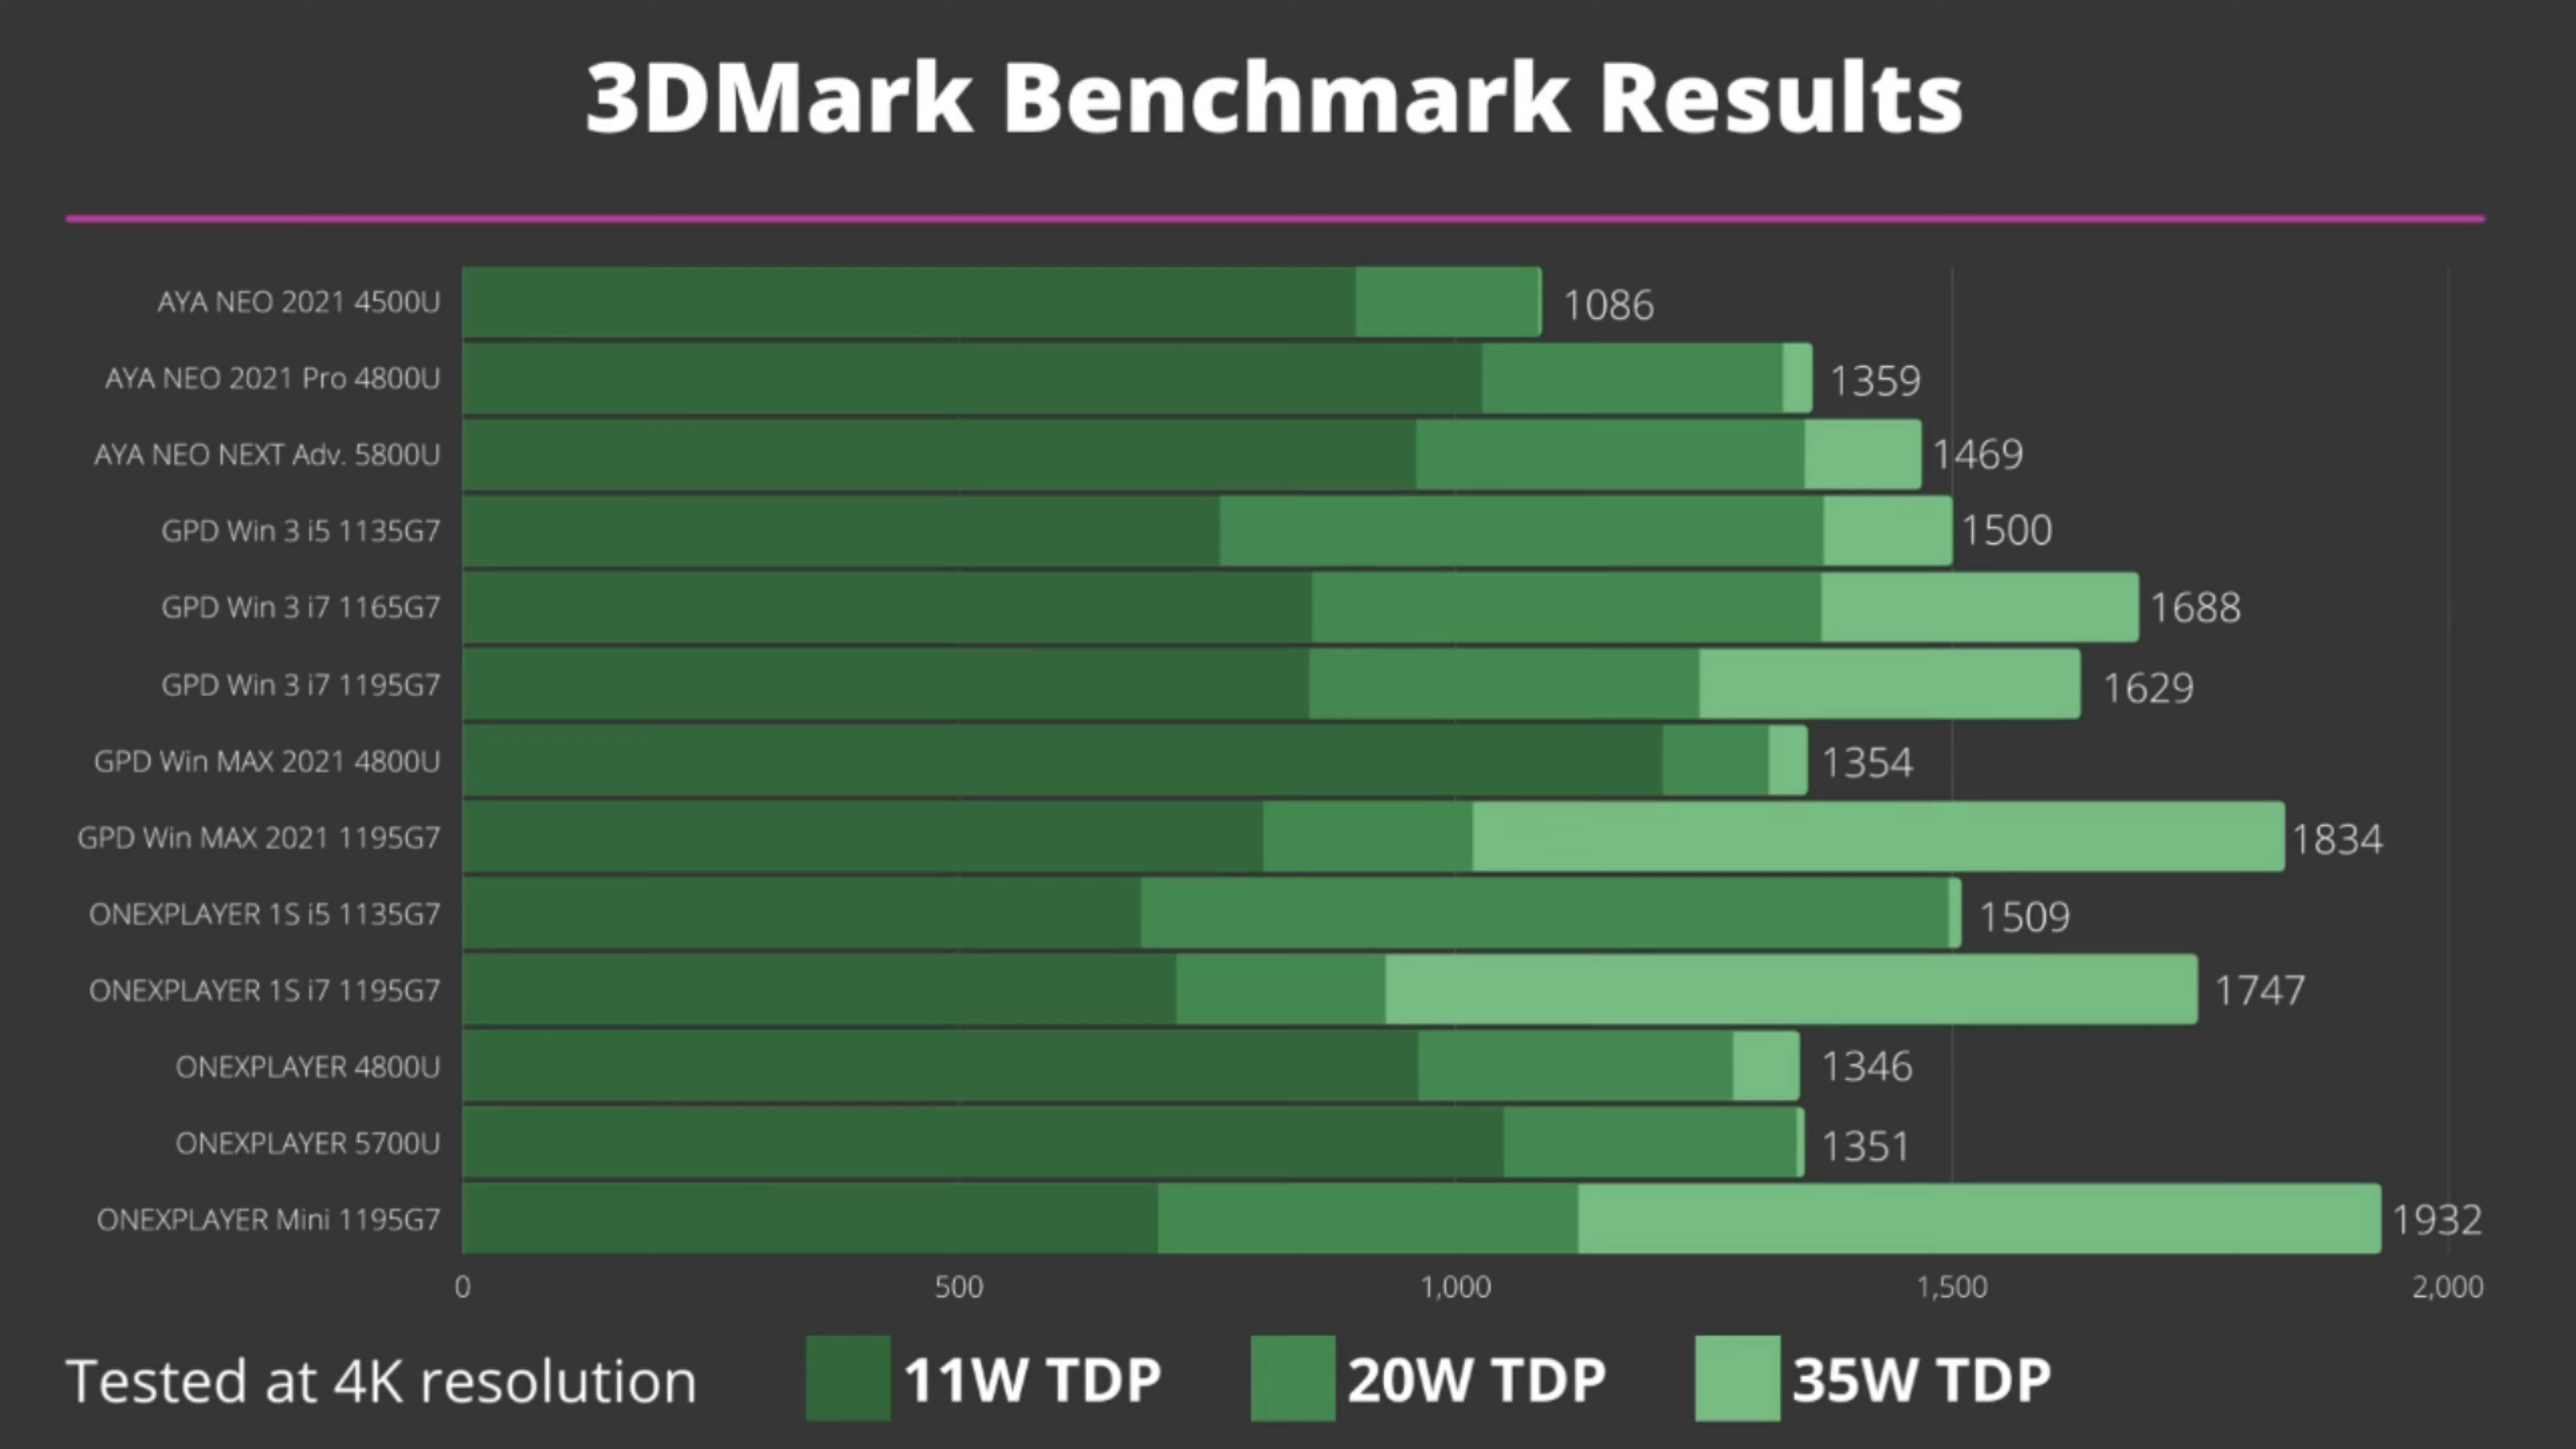 3DMark Benchmark Results
AYA NEO 2021 4500U 1086
AYA NEO 2021 Pro 4800U 1359
AYA NEO NEXT Adv. 5800U 1469
GPD Win 3 i5 1135G7 1500
GPD Win 3 i7 1165G7 1688
GPD Win 3 i7 1195G7 1629
GPD Win MAX 2021 4800U 1354
GPD Win MAX 2021 1195G7 1834
ONEXPLAYER 1S i5 1135G7 1509
ONEXPLAYER 1S i7 1195G7 1747
ONEXPLAYER 4800U 1346
ONEXPLAYER 5700U 1351
ONEXPLAYER Mini 1195G7 1932
0 500 1,000 1,500 2,000
Tested at 4K resolution 11W TDP 20W TDP 35W TDP